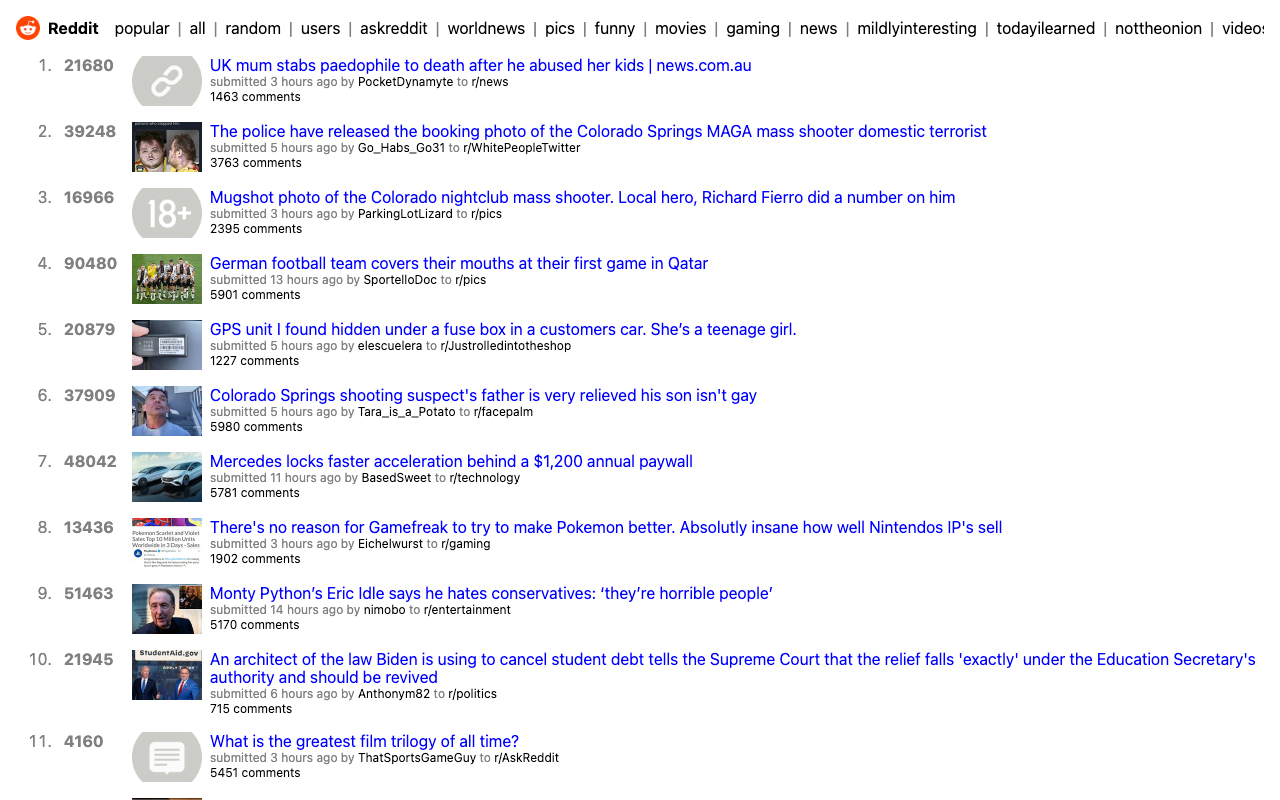 Reddit popular | all | random | users | askreddit | worldnews | pics | funny | movies | gaming | news | mildlyinteresting | todayilearned | nottheonion | videos
1. 21680 UK mum stabs paedophile to death after he abused her kids | news.com.au
submitted 3 hours ago by PocketDynamyte to r/news
1463 comments
2. 39248 The police have released the booking photo of the Colorado Springs MAGA mass shooter domestic terrorist
submitted 5 hours ago by Go_Habs_Go31 to r/WhitePeopleTwitter
3763 comments
3. 16966 18+ Mugshot photo of the Colorado nightclub mass shooter. Local hero, Richard Fierro did a number on him
submitted 3 hours ago by ParkingLotLizard to r/pics
2395 comments
4. 90480 German football team covers their mouths at their first game in Qatar
submitted 13 hours ago by SportelloDoc to r/pics
5901 comments
5. 20879 GPS unit I found hidden under a fuse box in a customers car. She’s a teenage girl.
submitted 5 hours ago by elescuelera to r/Justrolledintotheshop
1227 comments
6. 37909 Colorado Springs shooting suspect's father is very relieved his son isn't gay
submitted 5 hours ago by Tara_is_a_Potato to r/facepalm
5980 comments
7. 48042 Mercedes locks faster acceleration behind a $1,200 annual paywall
submitted 11 hours ago by BasedSweet to r/technology
5781 comments
8. 13436 There's no reason for Gamefreak to try to make Pokemon better. Absolutly insane how well Nintendos IP's sell
Pokemon Scarlet and Violet
Sales Top 10 Million Units
Worldwide in 3 Days - Sales
submitted 3 hours ago by Eichelwurst to r/gaming
1902 comments
9. 51463 Monty Python’s Eric Idle says he hates conservatives: ‘they’re horrible people’
submitted 14 hours ago by nimobo to r/entertainment
5170 comments
10. 21945 An architect of the law Biden is using to cancel student debt tells the Supreme Court that the relief falls 'exactly' under the Education Secretary's
authority and should be revived
StudentAid.gov
submitted 6 hours ago by Anthonym82 to r/politics
715 comments
11. 4160 What is the greatest film trilogy of all time?
submitted 3 hours ago by ThatSportsGameGuy to r/AskReddit
5451 comments